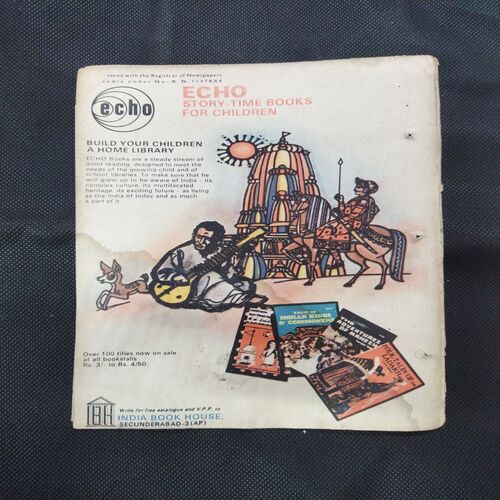 ered with the Registrar of Newspapers
India under No. R. N.
echo
ECHO
STORY-TIME BOOKS
FOR CHILDREN
BUILD YOUR CHILDREN
A HOME LIBRARY
ECHO Books are a steady stream of
good reading, designed to meet the
needs of the growing child and of
school libraries. To make sure that he
will grow up to be aware of India - its
complex culture, its multifaceted
heritage, its exciting future - as living
as the India of today and as much
a part of it.
TALES OF
INDIAN KINGS
& COMMONERS
THE
ADVENTURES
Over 100 titles now on sale
at all bookstalls
Rs. 3/- to Rs. 4/50.
IBH
Write for free catalogue and V.P.P. to
INDIA BOOK HOUSE.
SECUNDERABAD-3 (AP)